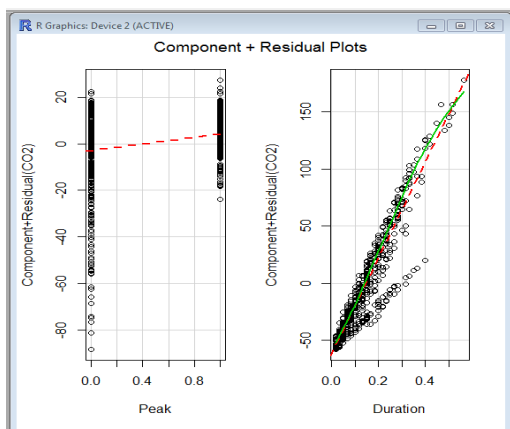 R Graphics: Device 2 (ACTIVE)
Component + Residual Plots
Component+Residual(CO2)
20
0
-20
-40
-60
-80
0.0 0.4 0.8
Peak
Component+Residual(CO2)
150
100
50
0
-50
0.0 0.2 0.4
Duration